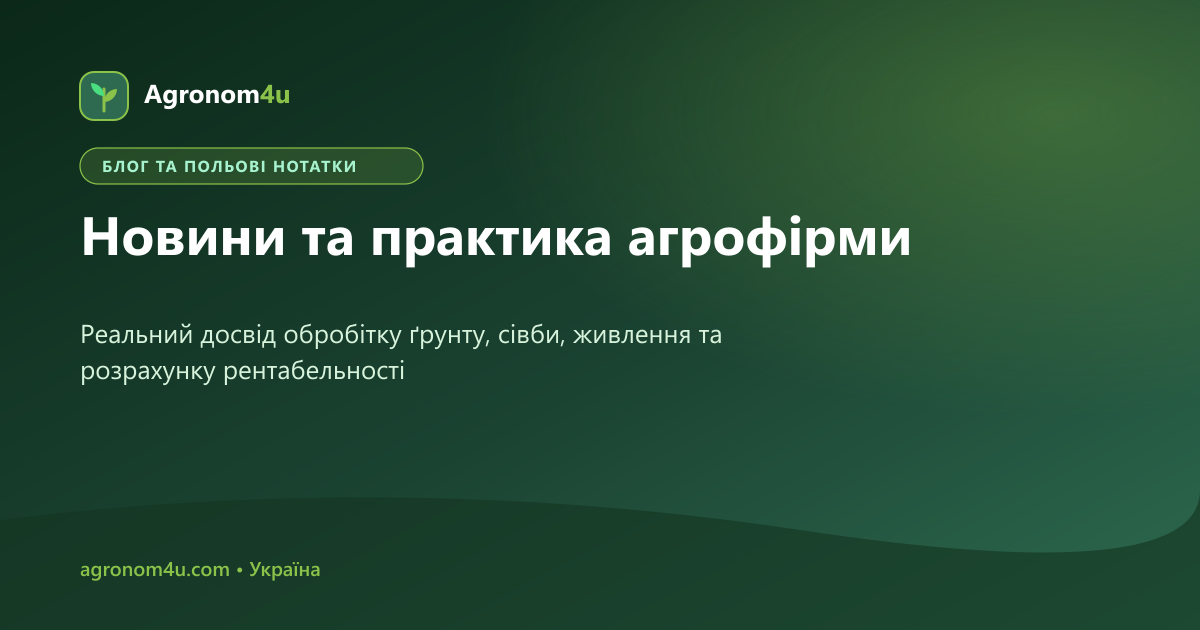 Agronom4u
БЛОГ ТА ПОЛЬОВІ НОТАТКИ
Новини та практика агрофірми
Реальний досвід обробітку ґрунту, сівби, живлення та
розрахунку рентабельності
agronom4u.com • Україна